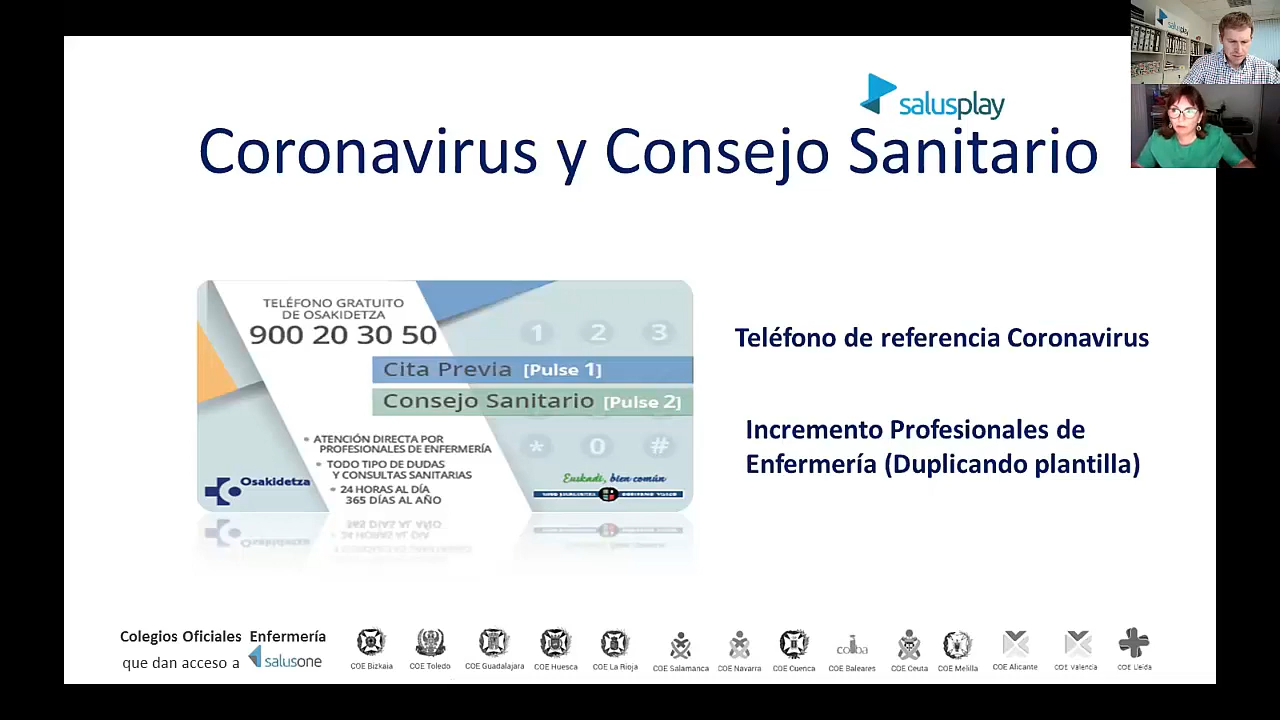 salusplay
salusplay
Coronavirus y Consejo Sanitario
TELÉFONO GRATUITO
DE OSAKIDETZA
900 20 30 50
1 2 3
Cita Previa [Pulse 1]
Consejo Sanitario [Pulse 2]
* 0 #
• ATENCIÓN DIRECTA POR
PROFESIONALES DE ENFERMERÍA
• TODO TIPO DE DUDAS
Y CONSULTAS SANITARIAS
• 24 HORAS AL DÍA
365 DÍAS AL AÑO
Osakidetza
Euskadi, bien común
Teléfono de referencia Coronavirus
Incremento Profesionales de
Enfermería (Duplicando plantilla)
Colegios Oficiales Enfermería
que dan acceso a salusone
COE Bizkaia COE Toledo COE Guadalajara COE Huesca COE La Rioja COE Salamanca COE Navarra COE Cuenca COE Baleares COE Ceuta COE Melilla COE Alicante COE Valencia COE Lleida